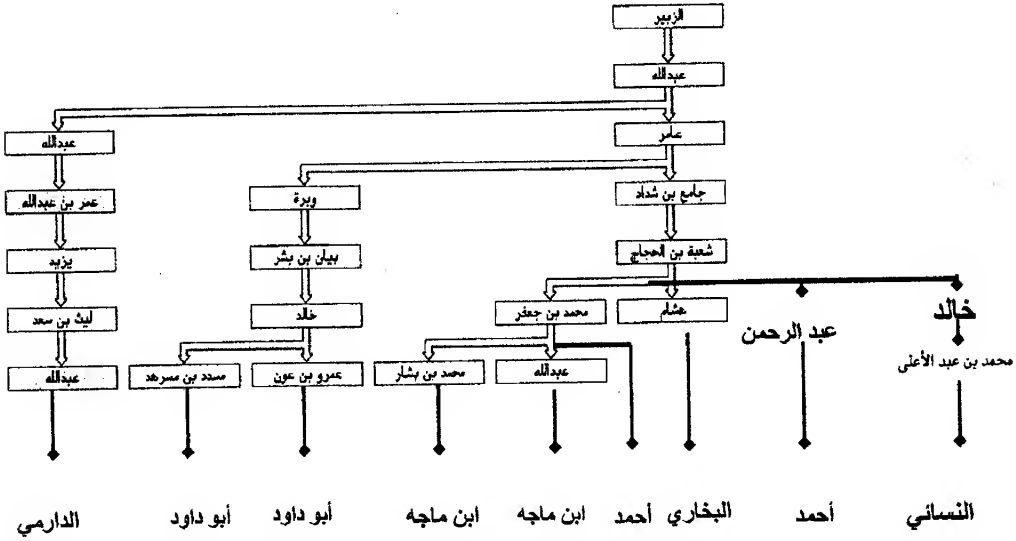 الزبير
عبدالله
عامر
عبدالله
جامع بن شداد
وبرة
عمر بن عبدالله
شعبة بن الحجاج
بيان بن بشر
يزيد
خالد
هشام
محمد بن جعفر
خالد
ليث بن سعد
عبد الرحمن
محمد بن عبد الأعلى
عبدالله
محمد بن بشار
عمرو بن عون
مسدد بن مسرهد
عبدالله
النسائي
أحمد
البخاري
أحمد
ابن ماجه
ابن ماجه
أبو داود
أبو داود
الدارمي